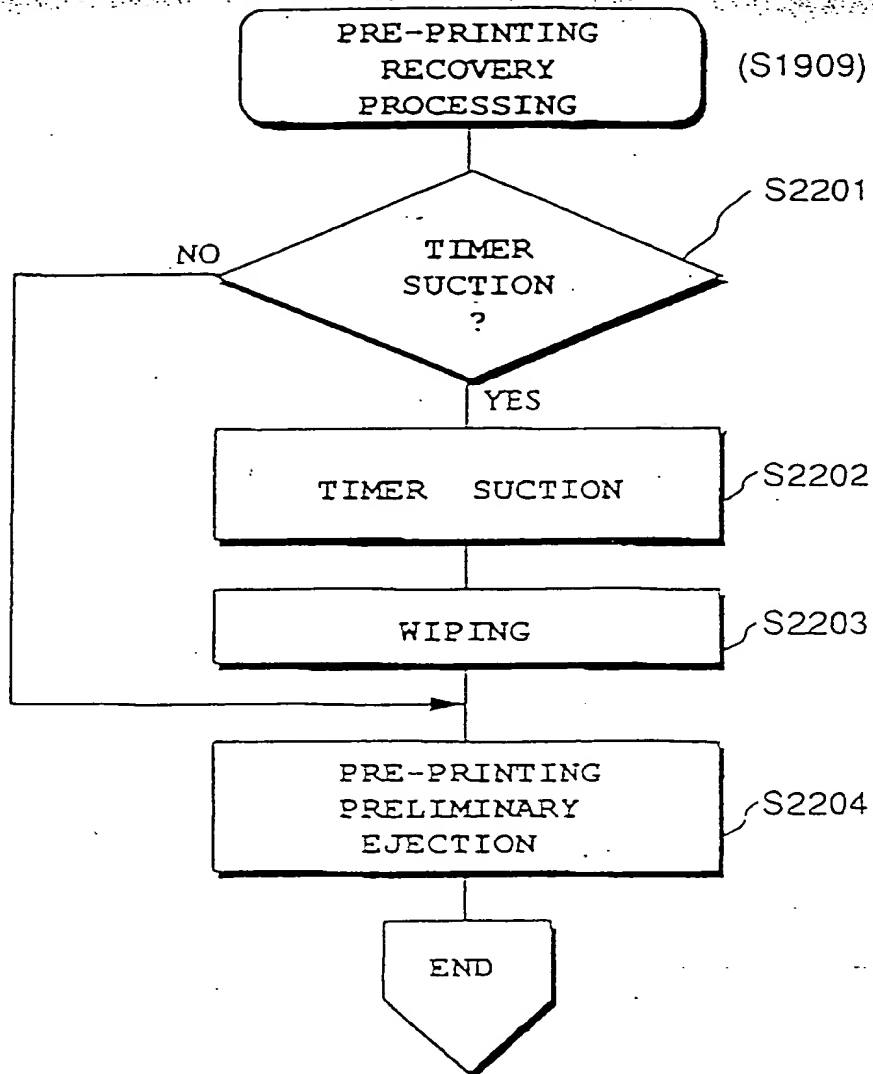 PRE-PRINTING
RECOVERY
PROCESSING
(S1909)
S2201
NO
TIMER
SUCTION
?
YES
TIMER SUCTION
S2202
WIPING
S2203
PRE-PRINTING
PRELIMINARY
EJECTION
S2204
END